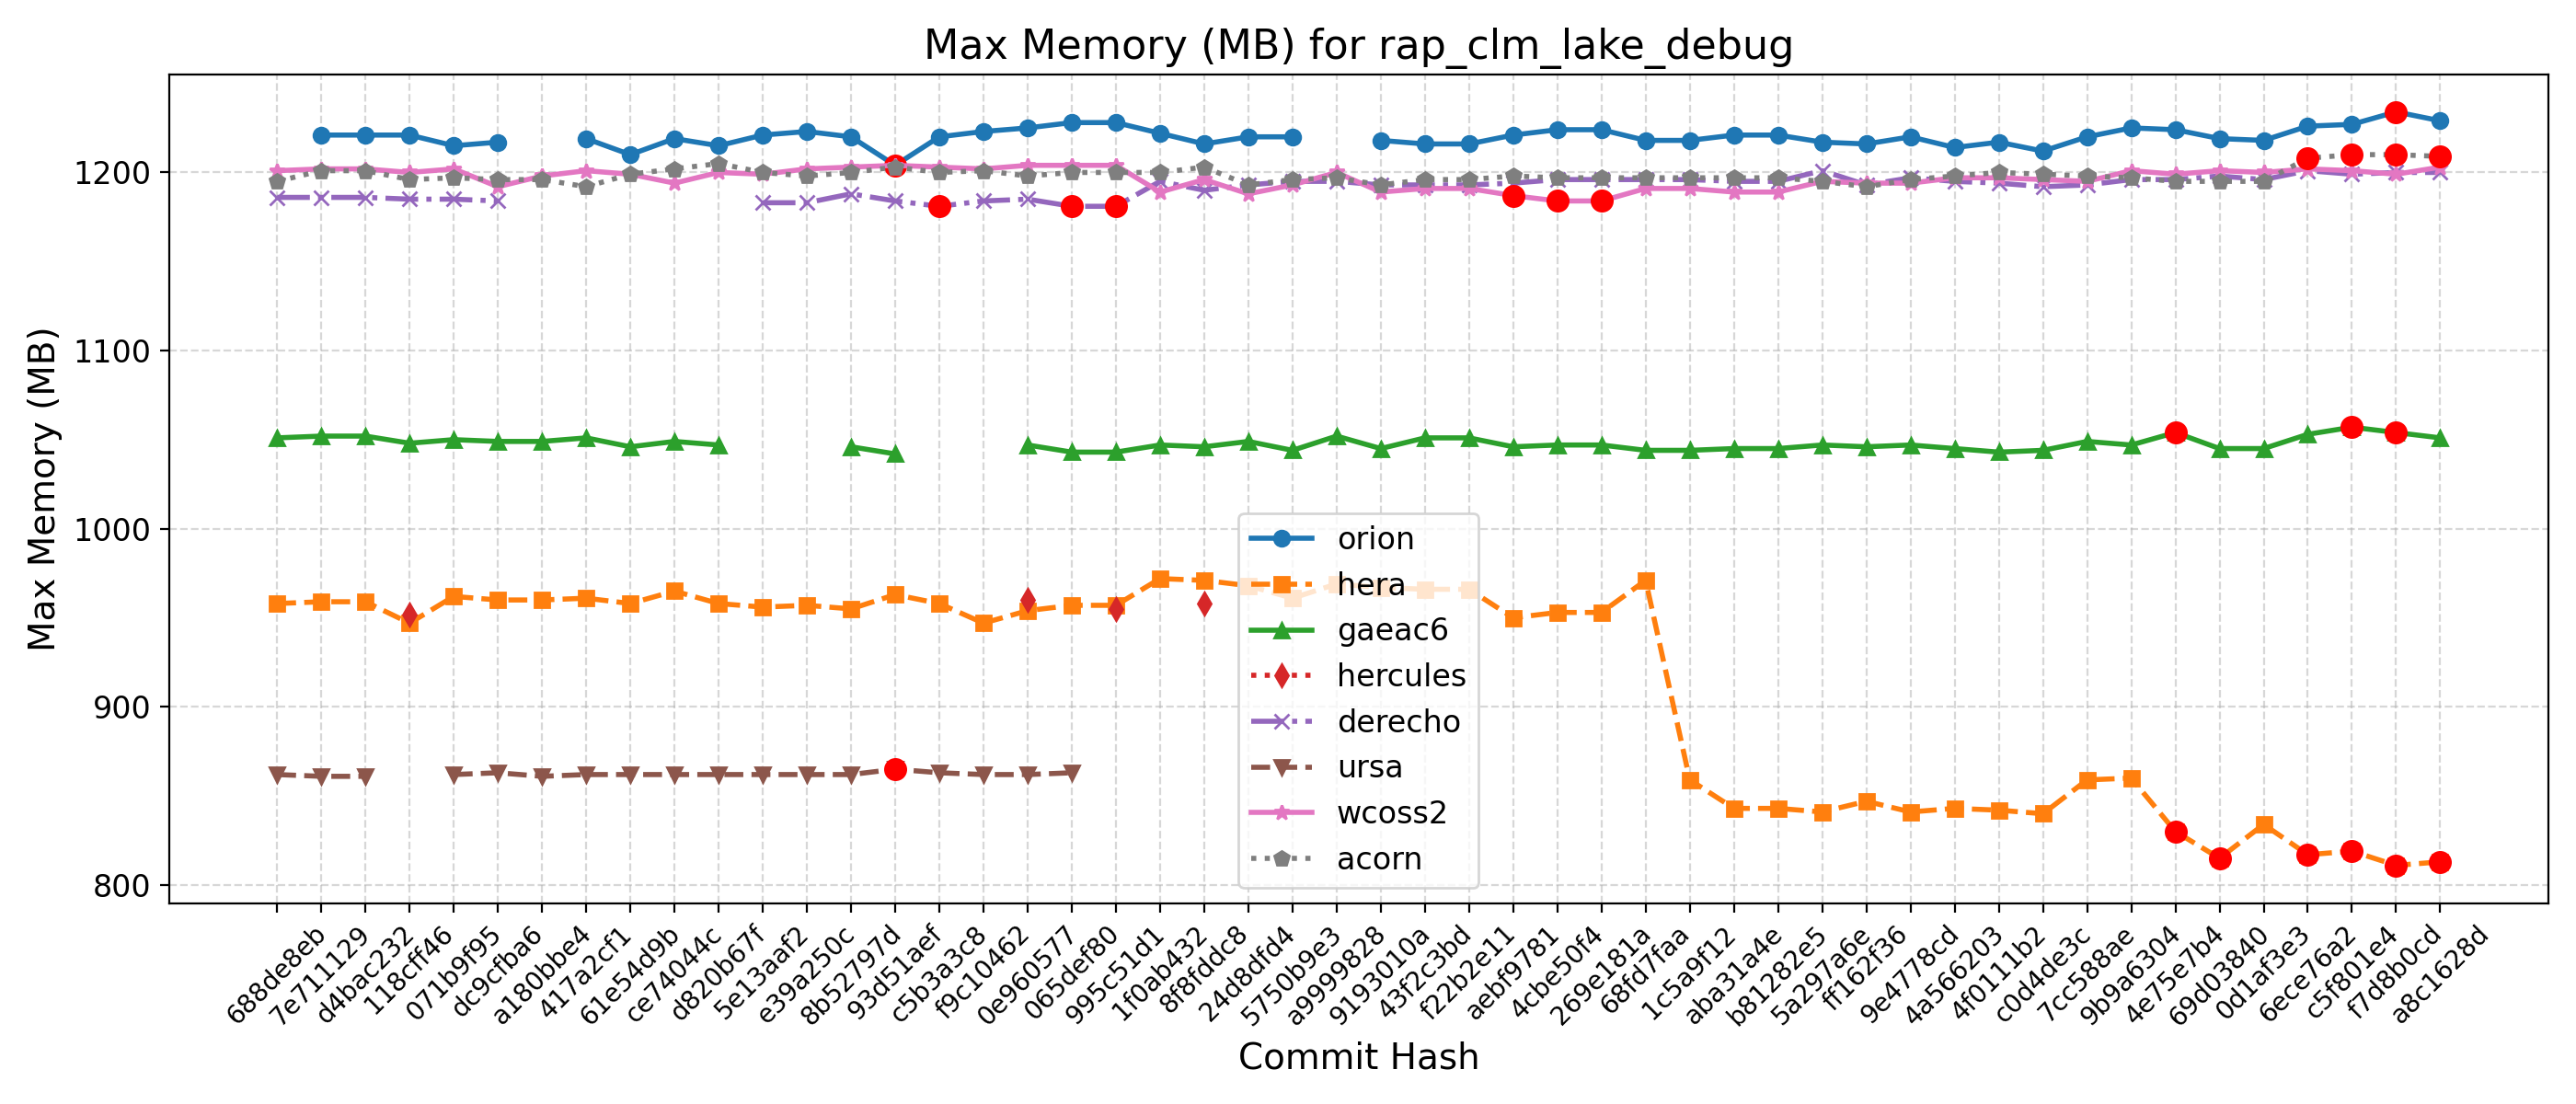 Max Memory (MB) for rap_clm_lake_debug
Max Memory (MB)
1200
1100
1000
900
800
orion
hera
gaeac6
hercules
derecho
ursa
wcoss2
acorn
688de8eb
7e711129
d4bac232
118cff46
071b9f95
dc9cfba6
a180bbe4
417a2cf1
61e54d9b
ce74044c
d820b67f
5e13aaf2
e39a250c
8b52797d
93d51aef
c5b3a3c8
f9c10462
0e960577
065def80
995c51d1
1f0ab432
8f8fddc8
24d8dfd4
5750b9e3
a9999828
9193010a
43f2c3bd
f22b2e11
aebf9781
4cbe50f4
269e181a
68fd7faa
1c5a9f12
aba31a4e
b81282e5
5a297a6e
ff162f36
9e4778cd
4a566203
4f0111b2
c0d4de3c
7cc588ae
9b9a6304
4e75e7b4
69d03840
0d1af3e3
6ece76a2
c5f801e4
f7d8b0cd
a8c1628d
Commit Hash